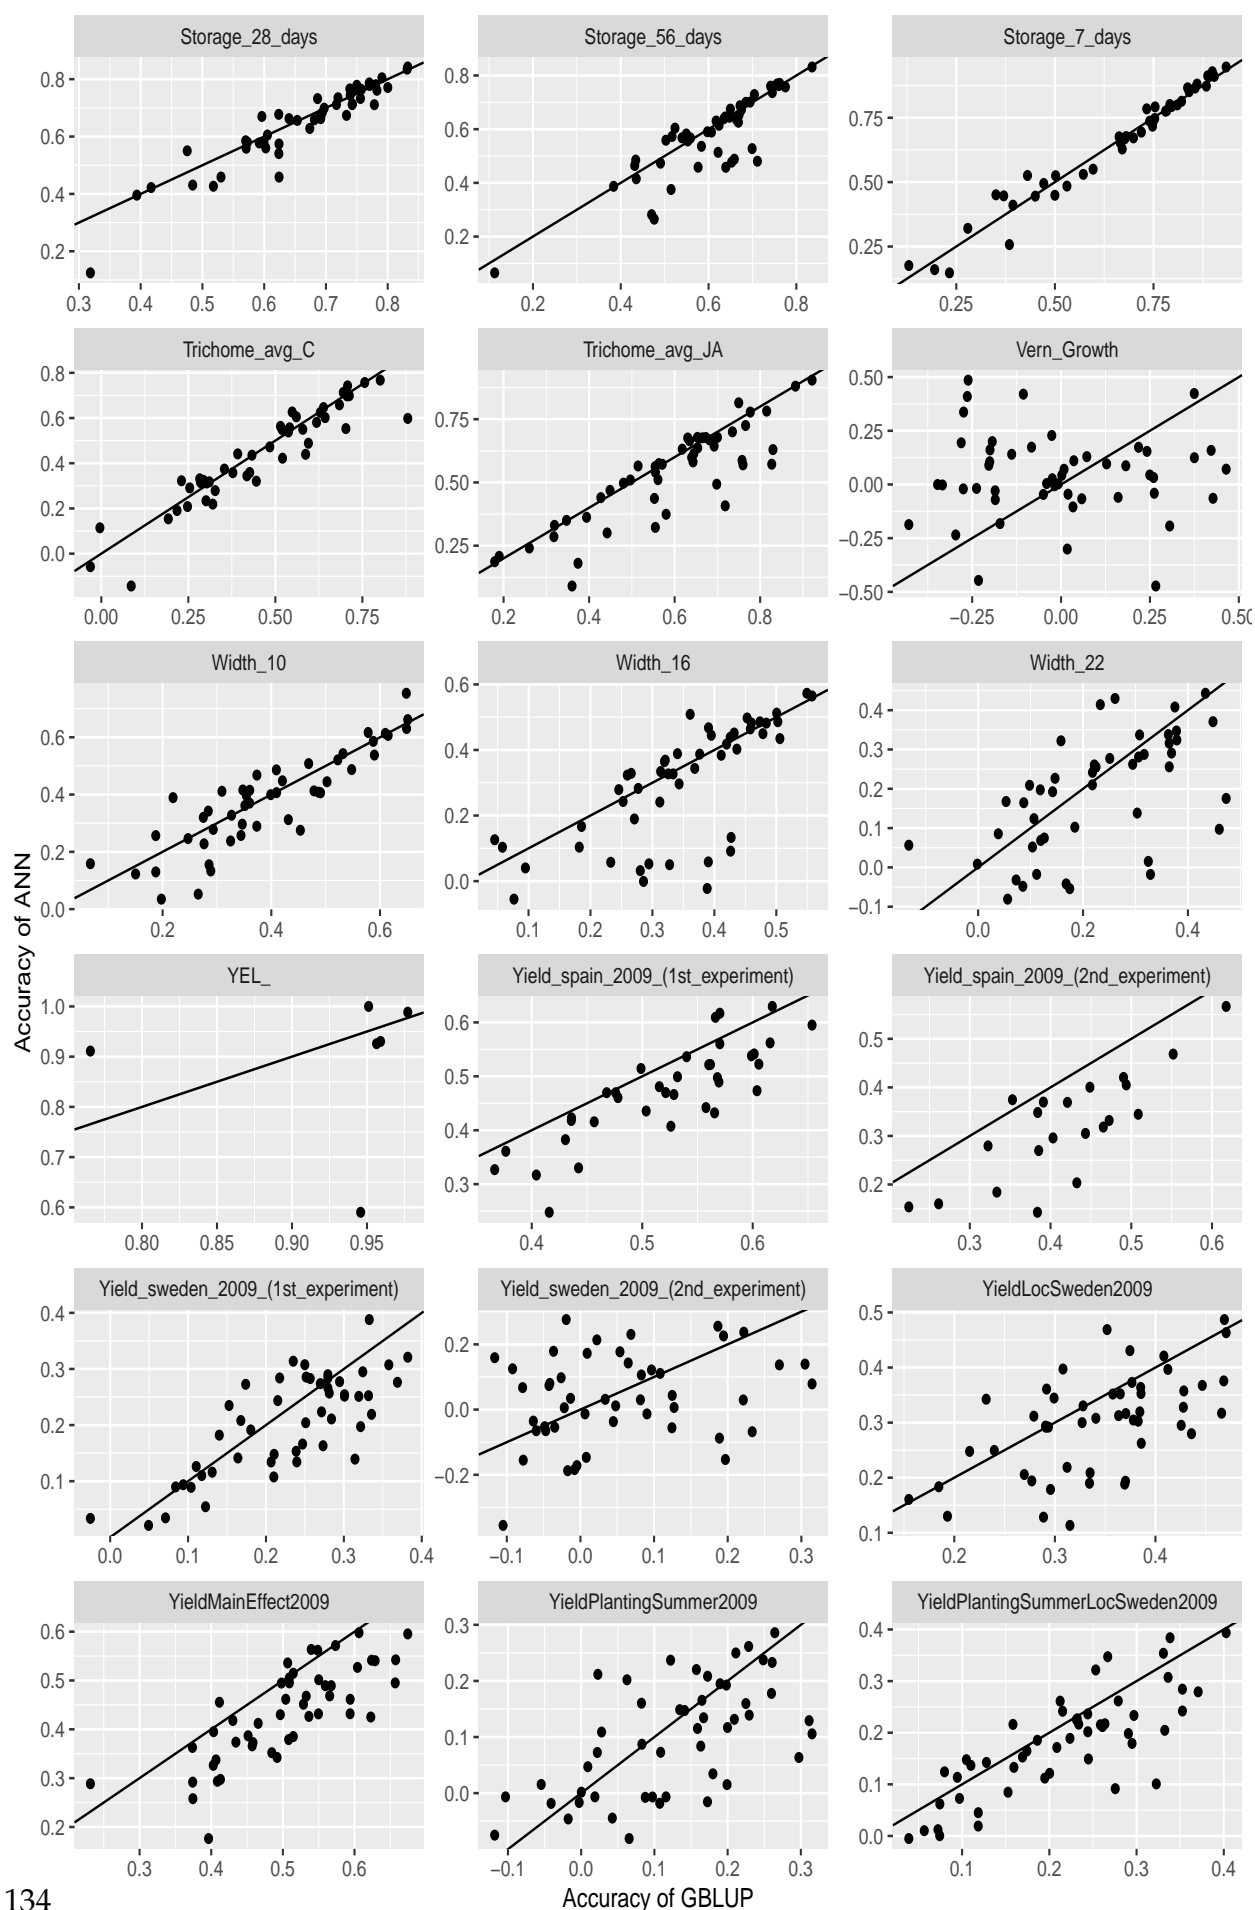 Storage_28_days Storage_56_days Storage_7_days
0.8 0.8
0.75
0.6 0.6
0.50
0.4 0.4
0.25
0.2 0.2
0.3 0.4 0.5 0.6 0.7 0.8 0.2 0.4 0.6 0.8 0.25 0.50 0.75
Trichome_avg_C Trichome_avg_JA Vern_Growth
0.8 0.50
0.6 0.75 0.25
0.4 0.50 0.00
0.2 −0.25
0.0 0.25 −0.50
0.00 0.25 0.50 0.75 0.2 0.4 0.6 0.8 −0.25 0.00 0.25 0.50
Width_10 Width_16 Width_22
0.6 0.6 0.4
0.4 0.4 0.3
0.2 0.2 0.2
0.1
0.0 0.0 0.0
−0.1
0.2 0.4 0.6 0.1 0.2 0.3 0.4 0.5 0.0 0.2 0.4
Accuracy of ANN
YEL_ Yield_spain_2009_(1st_experiment) Yield_spain_2009_(2nd_experiment)
1.0 0.6 0.5
0.9 0.5 0.4
0.8 0.4 0.3
0.7 0.3 0.2
0.6
0.80 0.85 0.90 0.95 0.4 0.5 0.6 0.3 0.4 0.5 0.6
Yield_sweden_2009_(1st_experiment) Yield_sweden_2009_(2nd_experiment) YieldLocSweden2009
0.4 0.2 0.5
0.3 0.0 0.4
0.2 −0.2 0.3
0.1 0.2
0.1
0.0 0.1 0.2 0.3 0.4 −0.1 0.0 0.1 0.2 0.3 0.2 0.3 0.4
YieldMainEffect2009 YieldPlantingSummer2009 YieldPlantingSummerLocSweden2009
0.6 0.3 0.4
0.5 0.2 0.3
0.4 0.1 0.2
0.3 0.0 0.1
0.2 0.0
0.3 0.4 0.5 0.6 −0.1 0.0 0.1 0.2 0.3 0.1 0.2 0.3 0.4
134 Accuracy of GBLUP